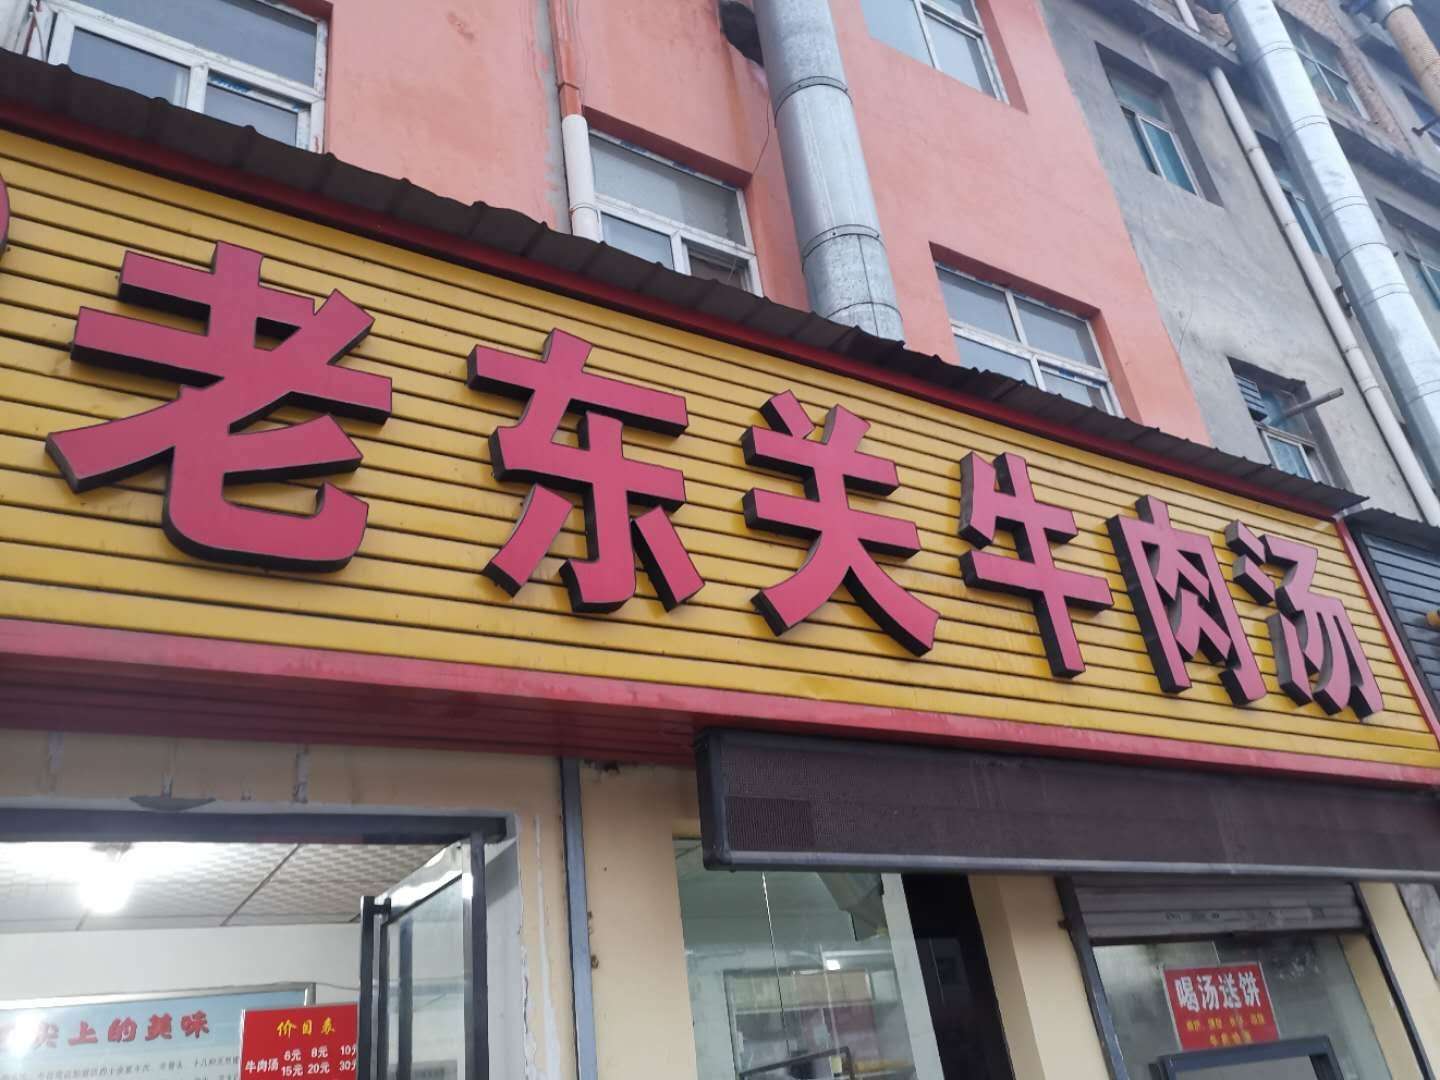 老东关牛肉汤
喝汤送饼
尖上的美味
价目表
6元 8元 10元
牛肉汤
15元 20元 30元